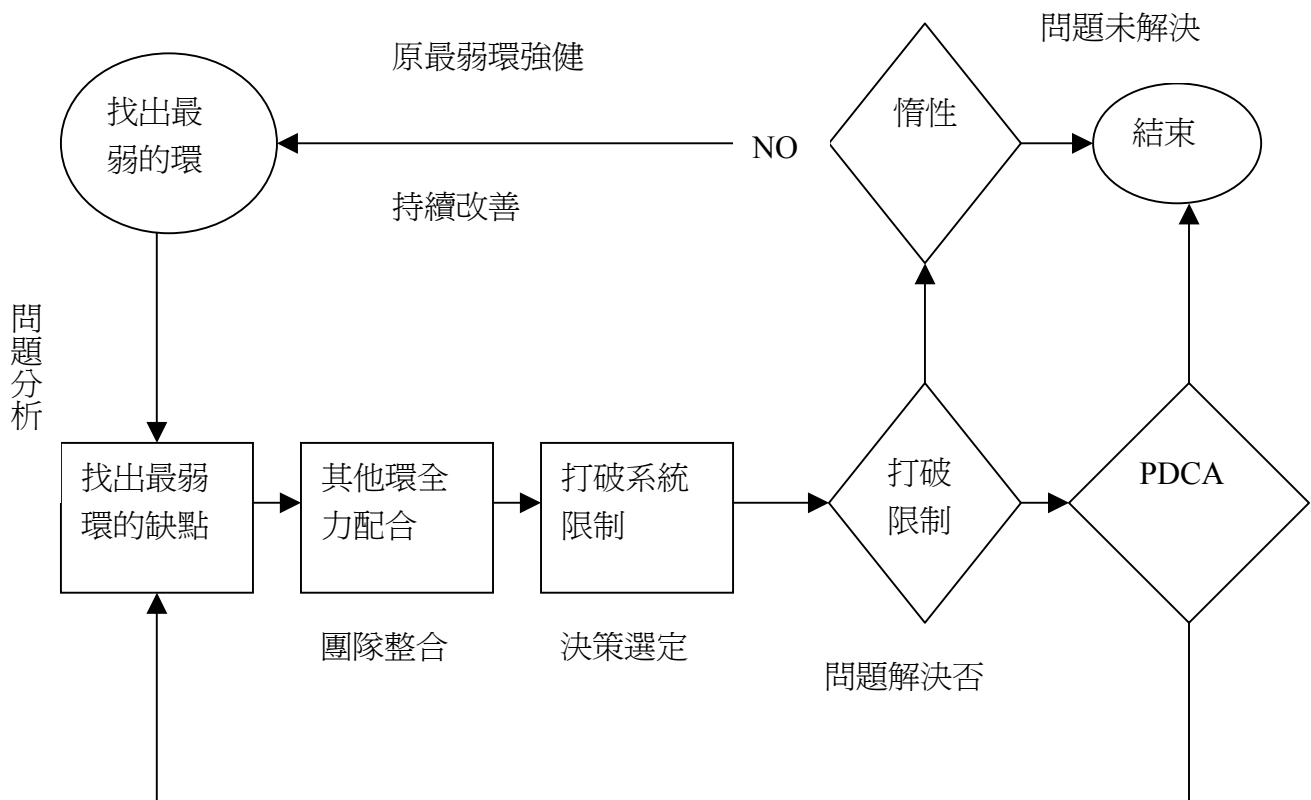 問題未解決
原最弱環強健
找出最
弱的環
惰性
結束
NO
持續改善
問題分析
找出最弱
環的缺點
其他環全
力配合
打破系統
限制
打破
限制
PDCA
團隊整合
決策選定
問題解決否